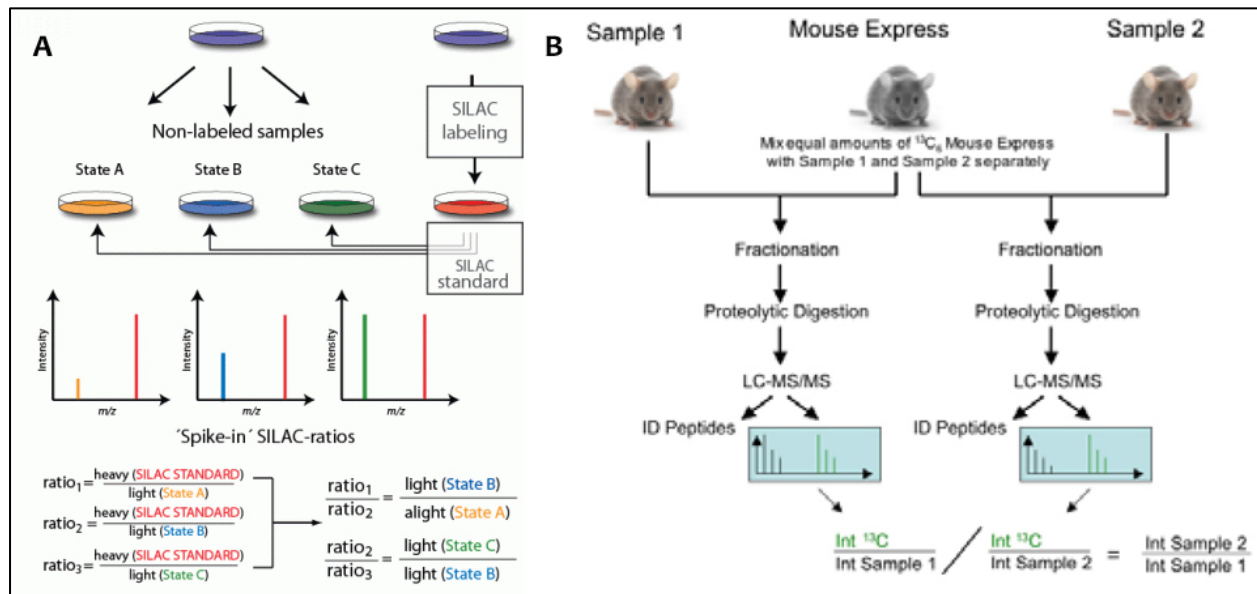 A
Non-labeled samples
SILAC
labeling
State A
State B
State C
SILAC
standard
Intensity
m/z
Intensity
m/z
Intensity
m/z
´Spike-in´ SILAC-ratios
ratio1= heavy (SILAC STANDARD)
light (State A)
ratio2 = heavy (SILAC STANDARD)
light (State B)
ratio3= heavy (SILAC STANDARD)
light (State C)
ratio1 = light (State B)
ratio2 alight (State A)
ratio2 = light (State C)
ratio3 light (State B)
B
Sample 1
Mouse Express
Sample 2
Mix equal amounts of 13C6 Mouse Express
with Sample 1 and Sample 2 separately
Fractionation
Fractionation
Proteolytic Digestion
Proteolytic Digestion
LC-MS/MS
LC-MS/MS
ID Peptides
ID Peptides
Int 13C / Int 13C = Int Sample 2
Int Sample 1 Int Sample 2 Int Sample 1